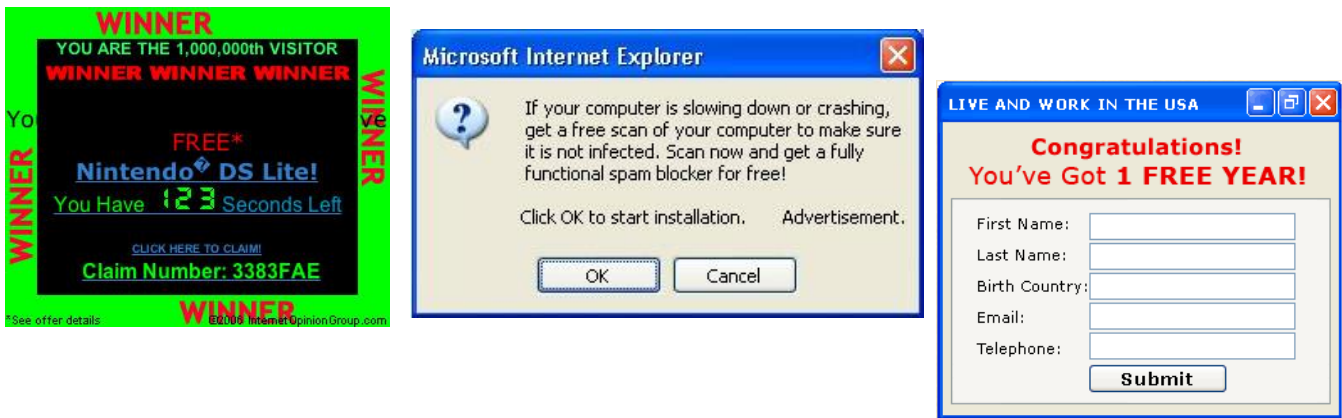 WINNER
YOU ARE THE 1,000,000th VISITOR
WINNER WINNER WINNER
WINNER
WINNER
FREE*
Nintendo� DS Lite!
You Have 123 Seconds Left
CLICK HERE TO CLAIM!
Claim Number: 3383FAE
WINNER
*See offer details
©2006 InternetOpinionGroup.com
Microsoft Internet Explorer
If your computer is slowing down or crashing,
get a free scan of your computer to make sure
it is not infected. Scan now and get a fully
functional spam blocker for free!
Click OK to start installation. Advertisement.
OK Cancel
LIVE AND WORK IN THE USA
Congratulations!
You've Got 1 FREE YEAR!
First Name:
Last Name:
Birth Country:
Email:
Telephone:
Submit